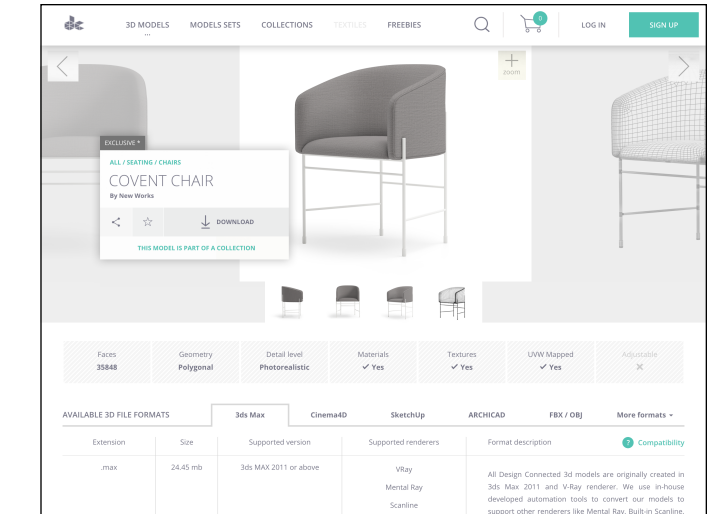 3D MODELS
...
MODELS SETS
COLLECTIONS
TEXTILES
FREEBIES
0
LOG IN
SIGN UP
zoom
EXCLUSIVE *
ALL / SEATING / CHAIRS
COVENT CHAIR
By New Works
DOWNLOAD
THIS MODEL IS PART OF A COLLECTION
Faces
35848
Geometry
Polygonal
Detail level
Photorealistic
Materials
Yes
Textures
Yes
UVW Mapped
Yes
Adjustable
AVAILABLE 3D FILE FORMATS
3ds Max
Cinema4D
SketchUp
ARCHICAD
FBX / OBJ
More formats
Extension
Size
Supported version
Supported renderers
Format description
? Compatibility
.max
24.45 mb
3ds MAX 2011 or above
VRay
Mental Ray
Scanline
All Design Connected 3d models are originally created in
3ds Max 2011 and V-Ray renderer. We use in-house
developed automation tools to convert our models to
support other renderers like Mental Ray, Built-in Scanline,